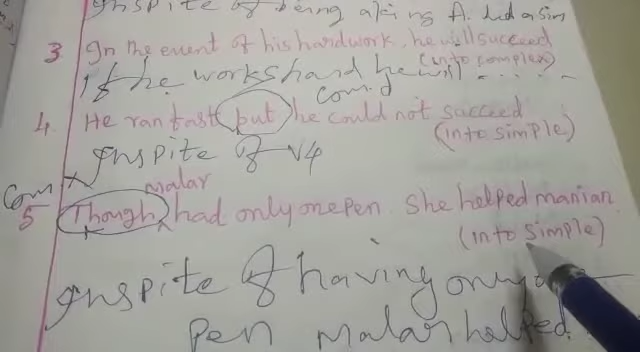 Inspite of being a king A. led a sim
3. In the event of his hardwork, he will succeed
(into complex)
If he works hard he will . . . .
com.d
4. He ran fast but he could not succeed
(into simple)
Inspite of V4
Com x
malar
5 Though had only one pen she helped manian
(into simple)
Inspite of having only
pen malar helped.